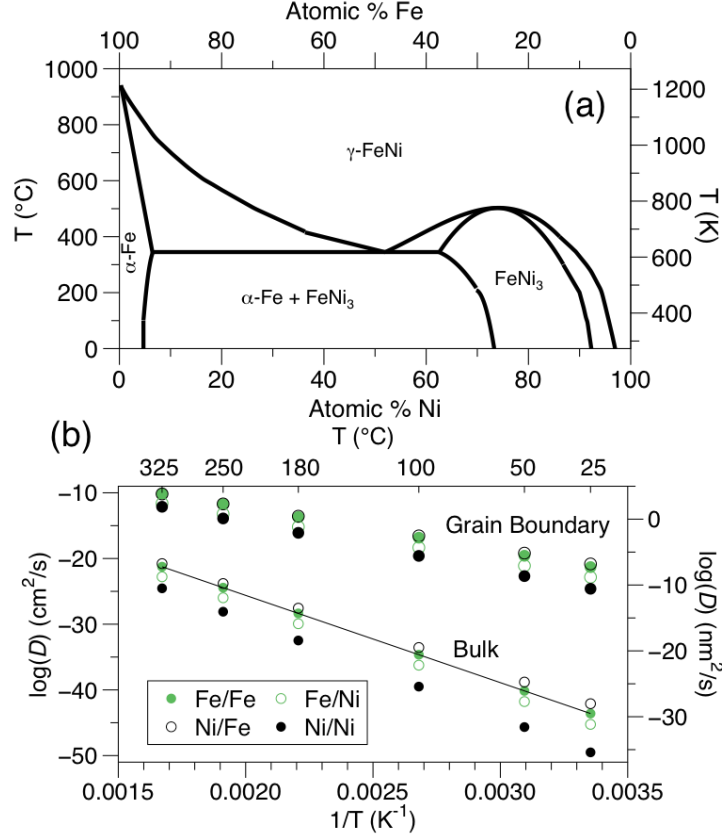 Atomic % Fe
100 80 60 40 20 0
1000
800
600
400
200
0
T (°C)
1200
1000
800
600
400
T (K)
(a)
γ-FeNi
α-Fe
α-Fe + FeNi3
FeNi3
0 20 40 60 80 100
Atomic % Ni
(b)
T (°C)
325 250 180 100 50 25
−10
−20
−30
−40
−50
log(D) (cm²/s)
0
−10
−20
−30
log(D) (nm²/s)
Grain Boundary
Bulk
Fe/Fe Fe/Ni
Ni/Fe Ni/Ni
0.0015 0.0020 0.0025 0.0030 0.0035
1/T (K⁻¹)